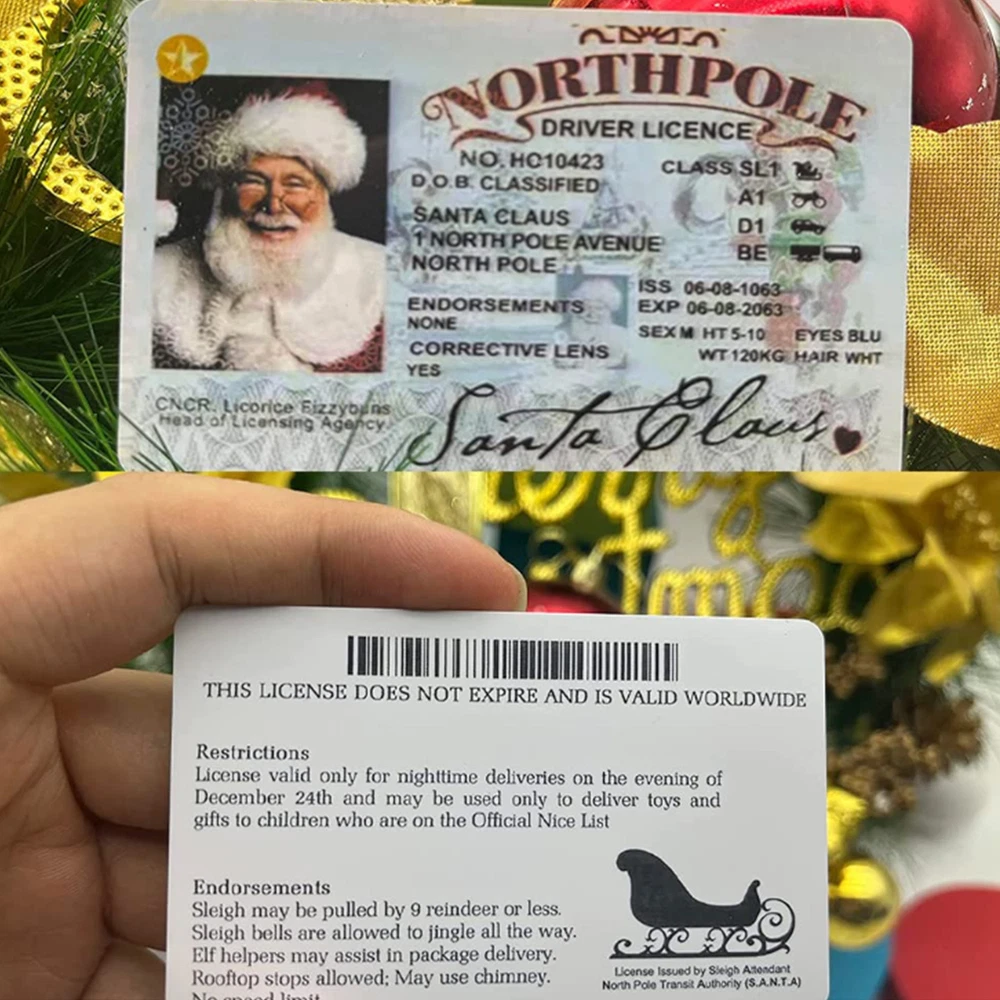 NORTHPOLE
DRIVER LICENCE
NO. HO10423
D.O.B. CLASSIFIED
SANTA CLAUS
1 NORTH POLE AVENUE
NORTH POLE
ENDORSEMENTS
NONE
CORRECTIVE LENS
YES
CLASS SL1
A1
D1
BE
ISS 06-08-1063
EXP 06-08-2063
SEX M HT 5-10 EYES BLU
WT 120KG HAIR WHT
CNCR. Licorice Fizzybuns
Head of Licensing Agency
Santa Claus
THIS LICENSE DOES NOT EXPIRE AND IS VALID WORLDWIDE
Restrictions
License valid only for nighttime deliveries on the evening of
December 24th and may be used only to deliver toys and
gifts to children who are on the Official Nice List
Endorsements
Sleigh may be pulled by 9 reindeer or less.
Sleigh bells are allowed to jingle all the way.
Elf helpers may assist in package delivery.
Rooftop stops allowed; May use chimney.
No speed limit
License Issued by Sleigh Attendant
North Pole Transit Authority (S.A.N.T.A)